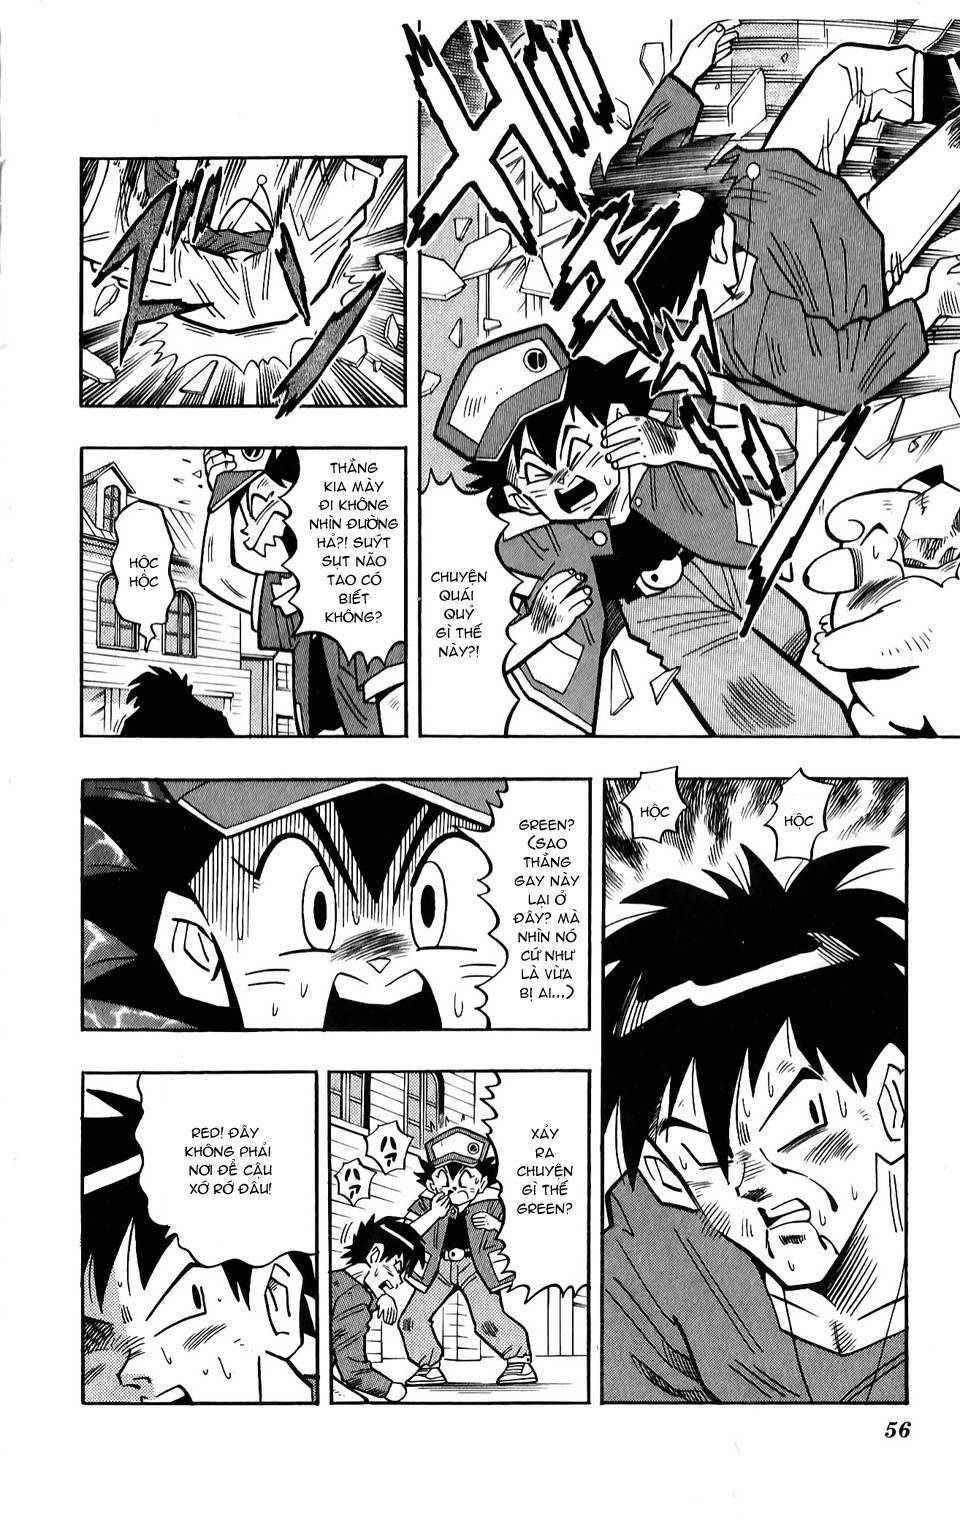 CHUYỆN
QUÁI
QUỶ
GÌ THẾ
NÀY?!
THẰNG
KIA MÀY
ĐI KHÔNG
NHÌN ĐƯỜNG
HẢ?! SUÝT
SỤT NÃO
TAO CÓ
BIẾT
KHÔNG?
HỘC
HỘC
HỘC
HỘC
GREEN?
(SAO
THẰNG
GAY NÀY
LẠI Ở
ĐÂY? MÀ
NHÌN NÓ
CỨ NHƯ
LÀ VỪA
BỊ AI...)
XẢY
RA
CHUYỆN
GÌ THẾ
GREEN?
RED! ĐÂY
KHÔNG PHẢI
NƠI ĐỂ CẬU
XỚ RỚ ĐÂU!
56